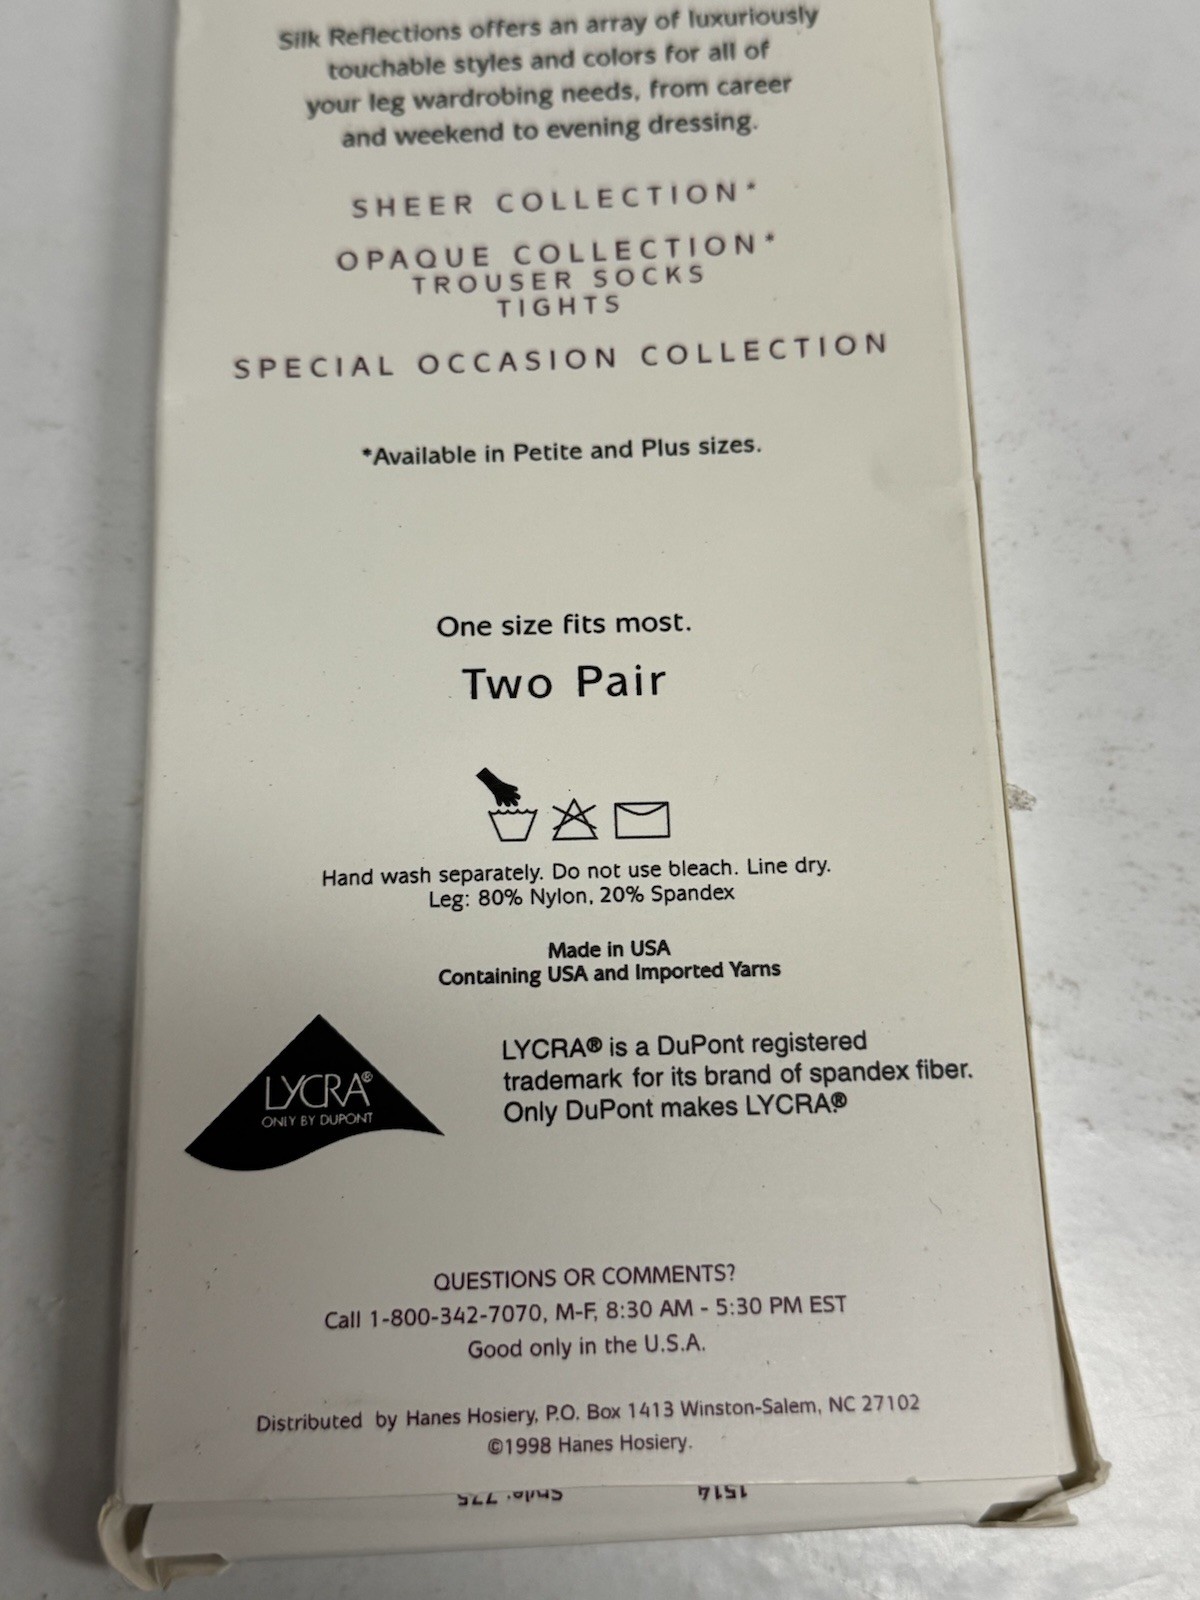 Silk Reflections offers an array of luxuriously
touchable styles and colors for all of
your leg wardrobing needs, from career
and weekend to evening dressing.
SHEER COLLECTION*
OPAQUE COLLECTION*
TROUSER SOCKS
TIGHTS
SPECIAL OCCASION COLLECTION
*Available in Petite and Plus sizes.
One size fits most.
Two Pair
Hand wash separately. Do not use bleach. Line dry.
Leg: 80% Nylon, 20% Spandex
Made in USA
Containing USA and Imported Yarns
LYCRA®
ONLY BY DUPONT
LYCRA® is a DuPont registered
trademark for its brand of spandex fiber.
Only DuPont makes LYCRA®
QUESTIONS OR COMMENTS?
Call 1-800-342-7070, M-F, 8:30 AM - 5:30 PM EST
Good only in the U.S.A.
Distributed by Hanes Hosiery, P.O. Box 1413 Winston-Salem, NC 27102
©1998 Hanes Hosiery.
1514 Style: 775